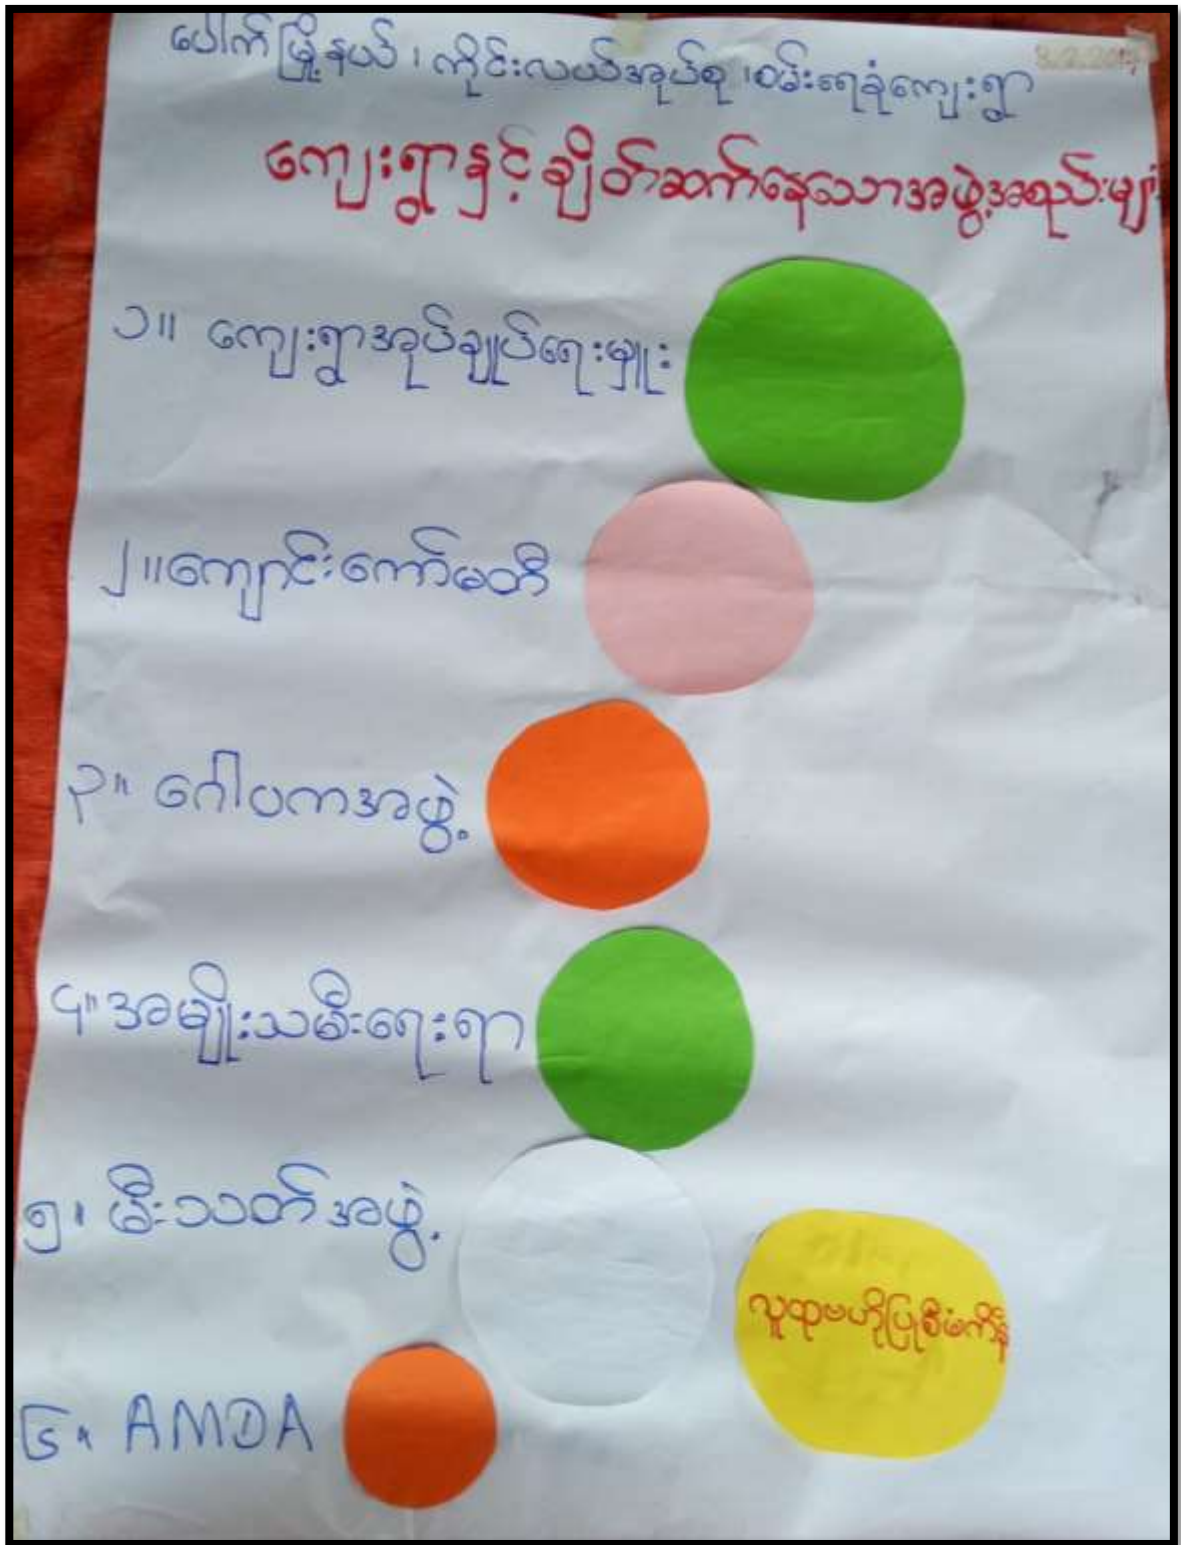 ပေါက်မြို့နယ်၊ ကိုင်းလယ်အုပ်စု၊ ဝမ်းရေခုံကျေးရွာ
ကျေးရွာနှင့်ချိတ်ဆက်နေသောအဖွဲ့အစည်းများ
၁။ ကျေးရွာအုပ်ချုပ်ရေးမှူး
၂။ ကျောင်းကော်မတီ
၃။ ဂေါပကအဖွဲ့
၄။ အမျိုးသမီးရေးရာ
၅။ မီးသတ်အဖွဲ့
လူထုဗဟိုပြုစီမံကိန်း
၆။ AMDA